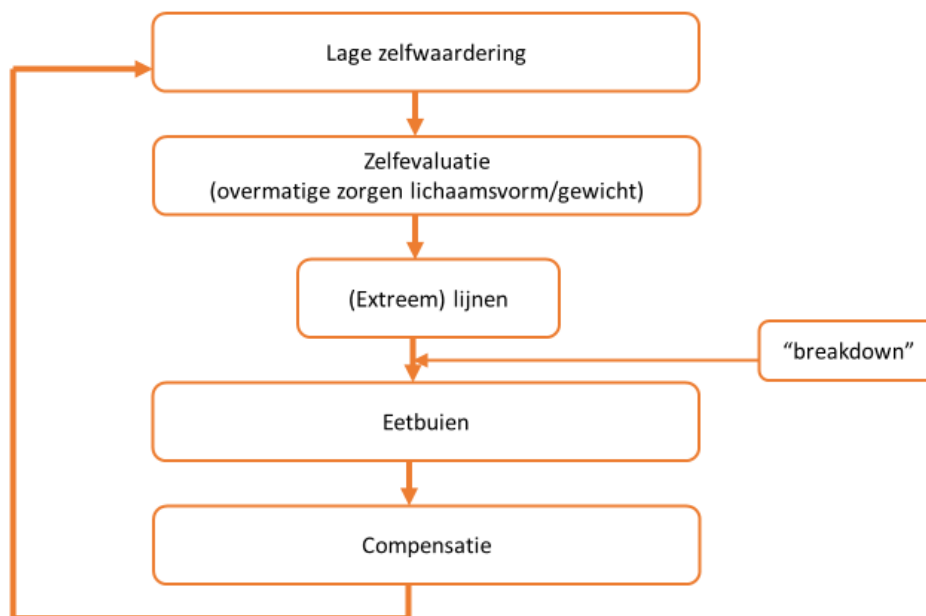 Lage zelfwaardering
Zelfevaluatie
(overmatige zorgen lichaamsvorm/gewicht)
(Extreem) lijnen
“breakdown”
Eetbuien
Compensatie